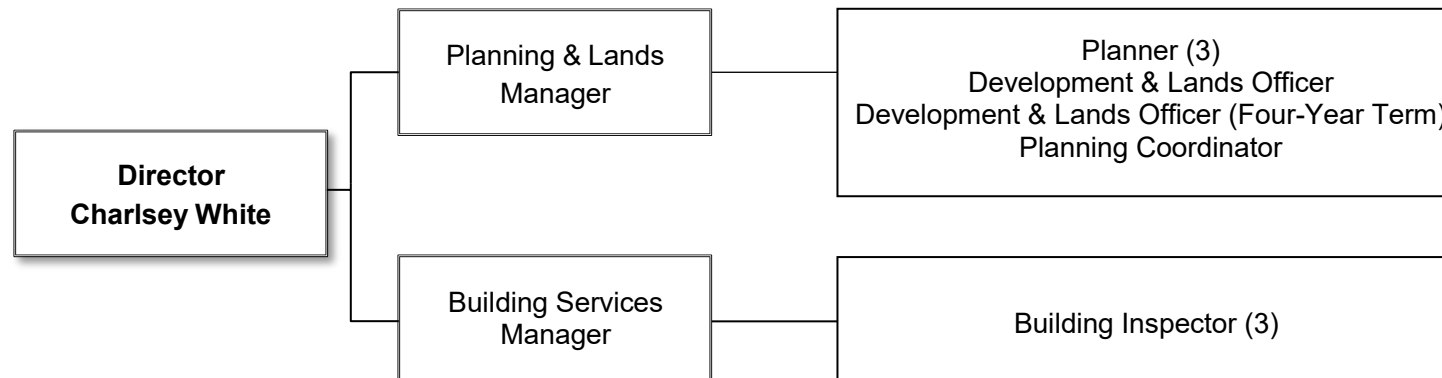 Director
Charlsey White
Planning & Lands
Manager
Planner (3)
Development & Lands Officer
Development & Lands Officer (Four-Year Term)
Planning Coordinator
Building Services
Manager
Building Inspector (3)